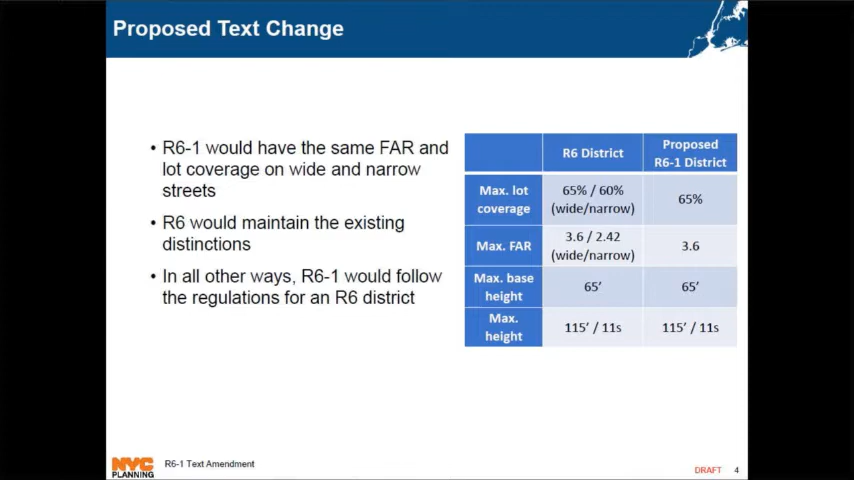 Proposed Text Change
• R6-1 would have the same FAR and
lot coverage on wide and narrow
streets
• R6 would maintain the existing
distinctions
• In all other ways, R6-1 would follow
the regulations for an R6 district
R6 District
Proposed
R6-1 District
Max. lot
coverage
65% / 60%
(wide/narrow)
65%
Max. FAR
3.6 / 2.42
(wide/narrow)
3.6
Max. base
height
65’
65’
Max.
height
115’ / 11s
115’ / 11s
NYC
PLANNING
R6-1 Text Amendment
DRAFT 4